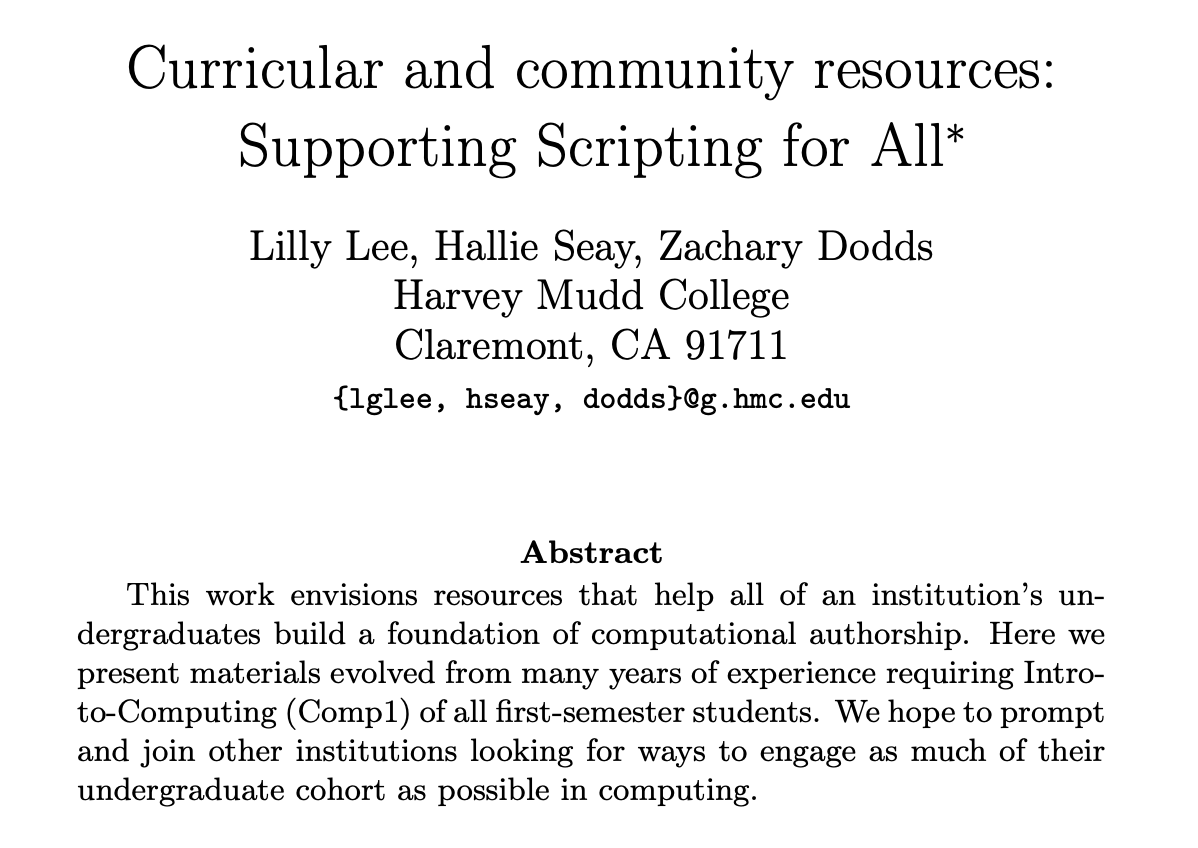 Curricular and community resources:
Supporting Scripting for All*
Lilly Lee, Hallie Seay, Zachary Dodds
Harvey Mudd College
Claremont, CA 91711
{lglee, hseay, dodds}@g.hmc.edu
Abstract
This work envisions resources that help all of an institution’s un-
dergraduates build a foundation of computational authorship. Here we
present materials evolved from many years of experience requiring Intro-
to-Computing (Comp1) of all first-semester students. We hope to prompt
and join other institutions looking for ways to engage as much of their
undergraduate cohort as possible in computing.